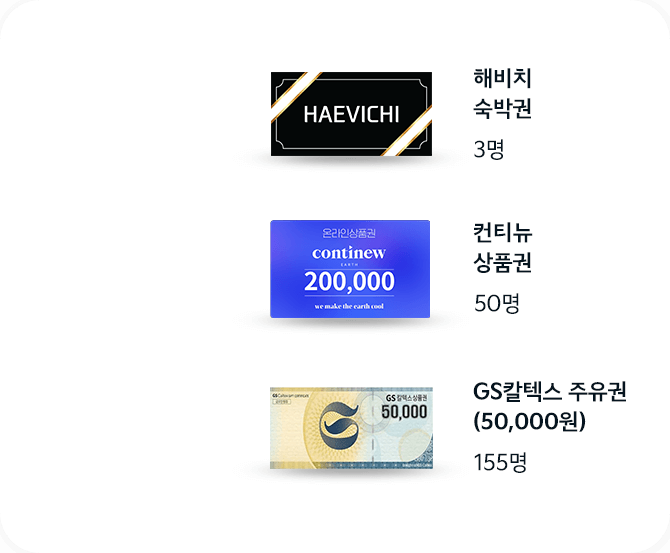 HAEVICHI
해비치
숙박권
3명
온라인상품권
continew
EARTH
200,000
we make the earth cool
컨티뉴
상품권
50명
GS칼텍스 상품권
50,000
GS칼텍스 주유권
(50,000원)
155명